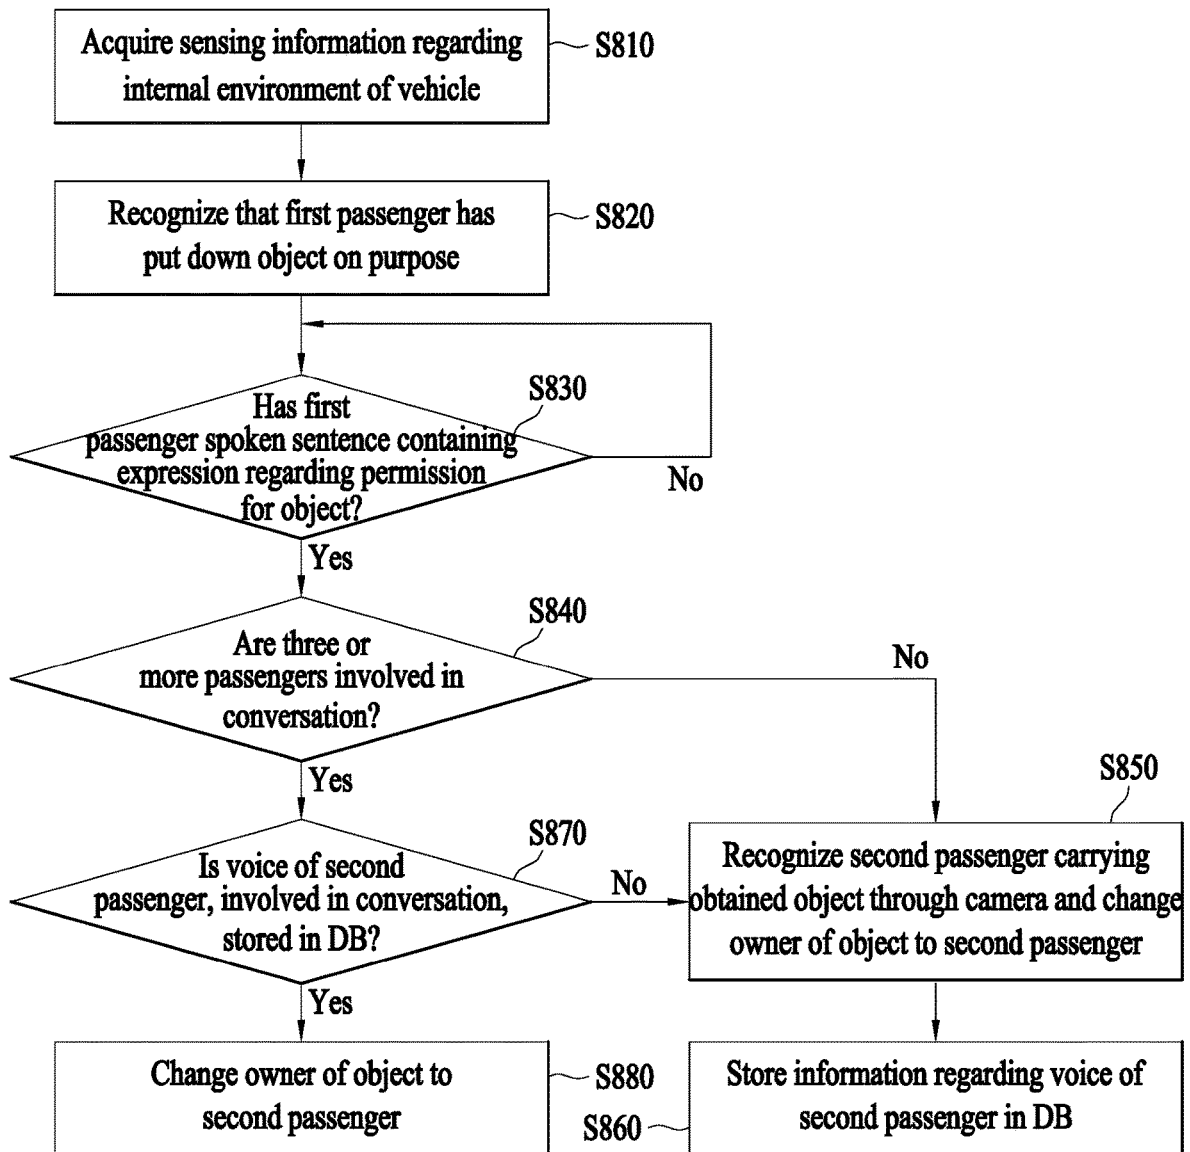 Acquire sensing information regarding
internal environment of vehicle
S810
Recognize that first passenger has
put down object on purpose
S820
S830
Has first
passenger spoken sentence containing
expression regarding permission
for object?
No
Yes
S840
Are three or
more passengers involved in
conversation?
No
Yes
S870
Is voice of second
passenger, involved in conversation,
stored in DB?
No
Yes
S850
Recognize second passenger carrying
obtained object through camera and change
owner of object to second passenger
Change owner of object to
second passenger
S880
S860
Store information regarding voice of
second passenger in DB